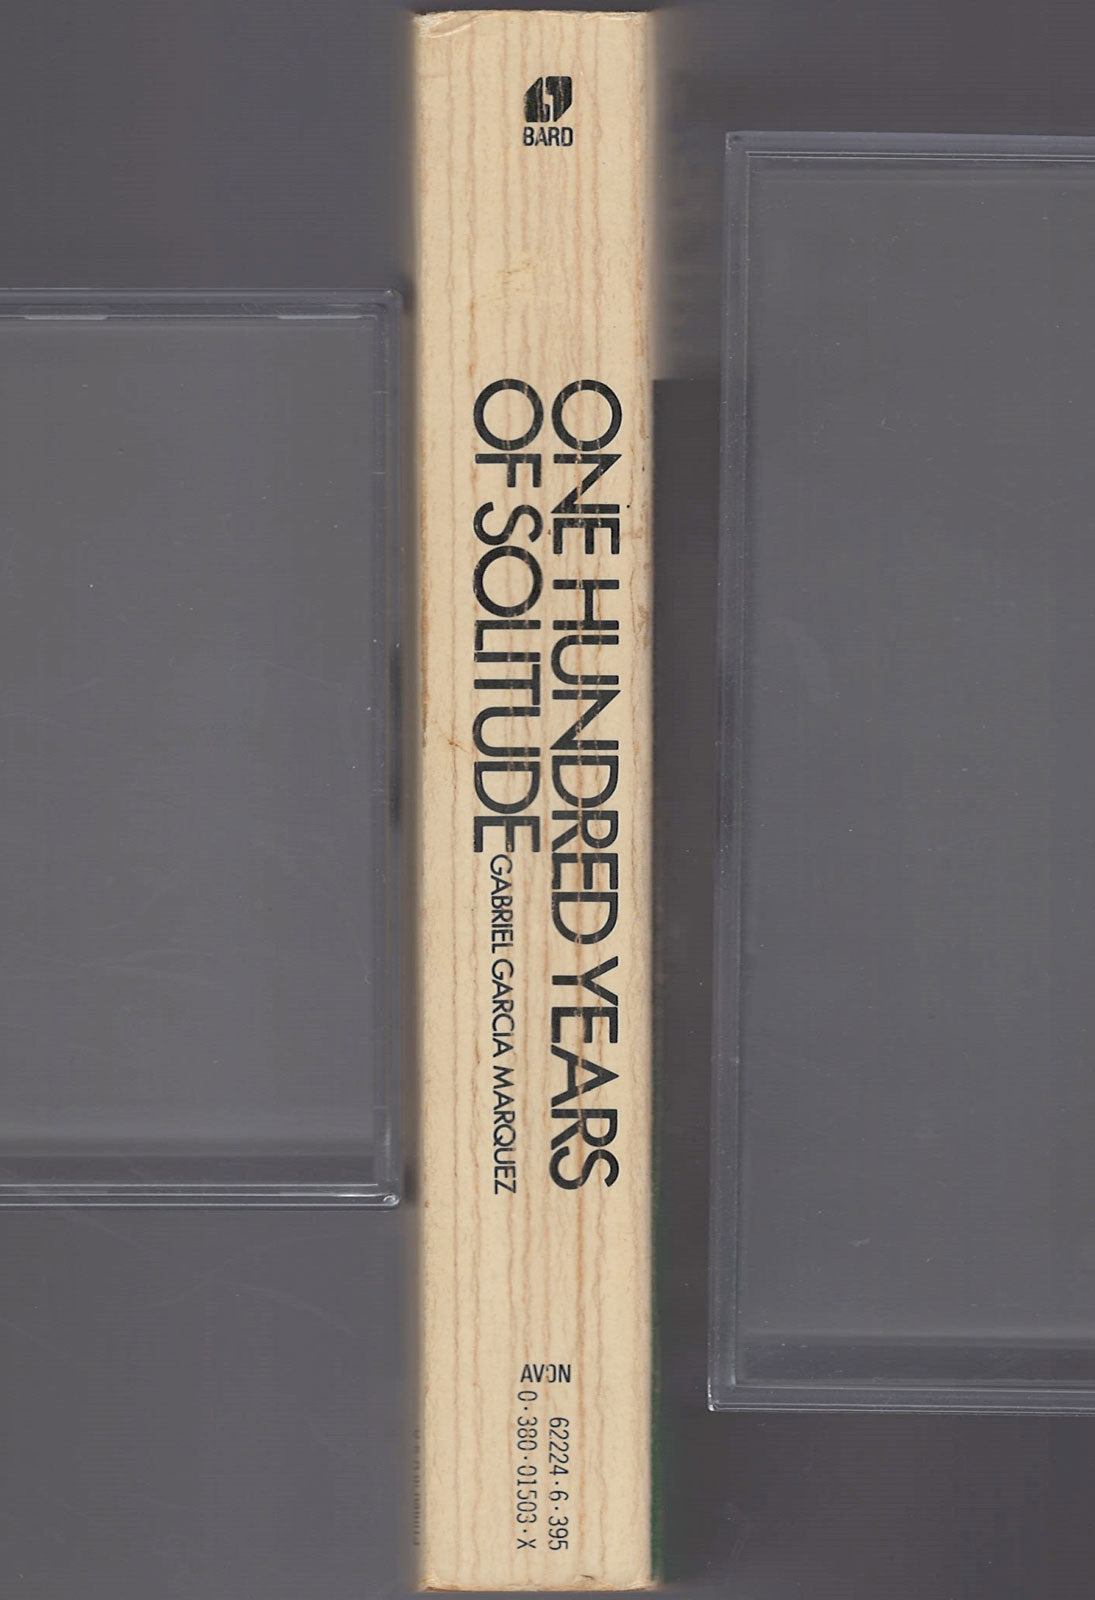 BARD
ONE HUNDRED YEARS
OF SOLITUDE
GABRIEL GARCIA MARQUEZ
AVON
62224·6·395
0·380·01503·X